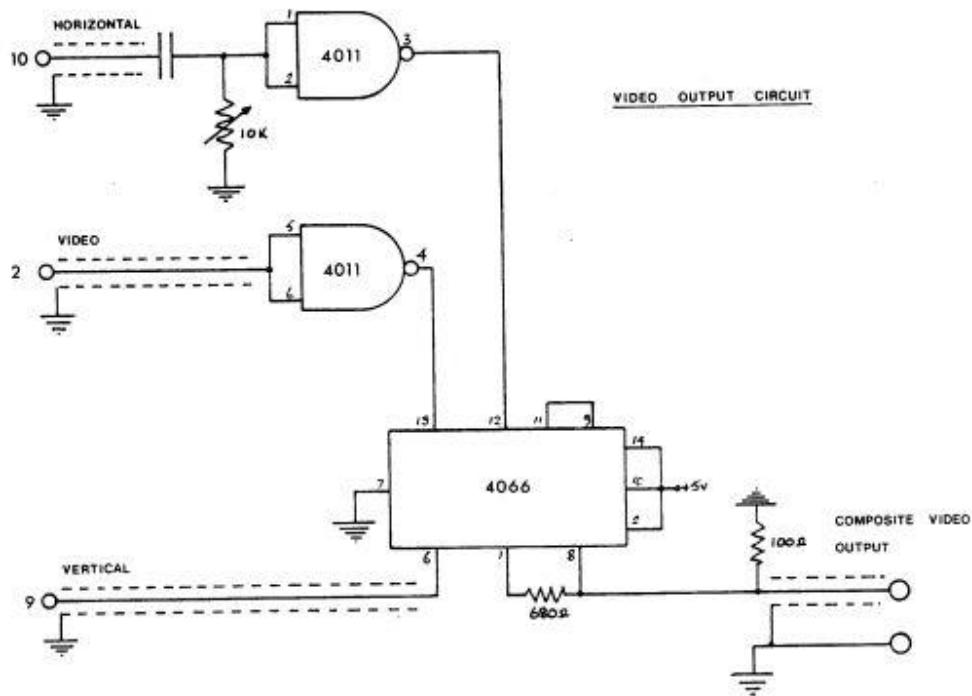 HORIZONTAL
10
1
2
4011
3
10K
VIDEO OUTPUT CIRCUIT
VIDEO
2
5
6
4011
4
13
12
11
9
14
7
4066
+5V
2
6
1
8
VERTICAL
9
680Ω
100Ω
COMPOSITE VIDEO
OUTPUT